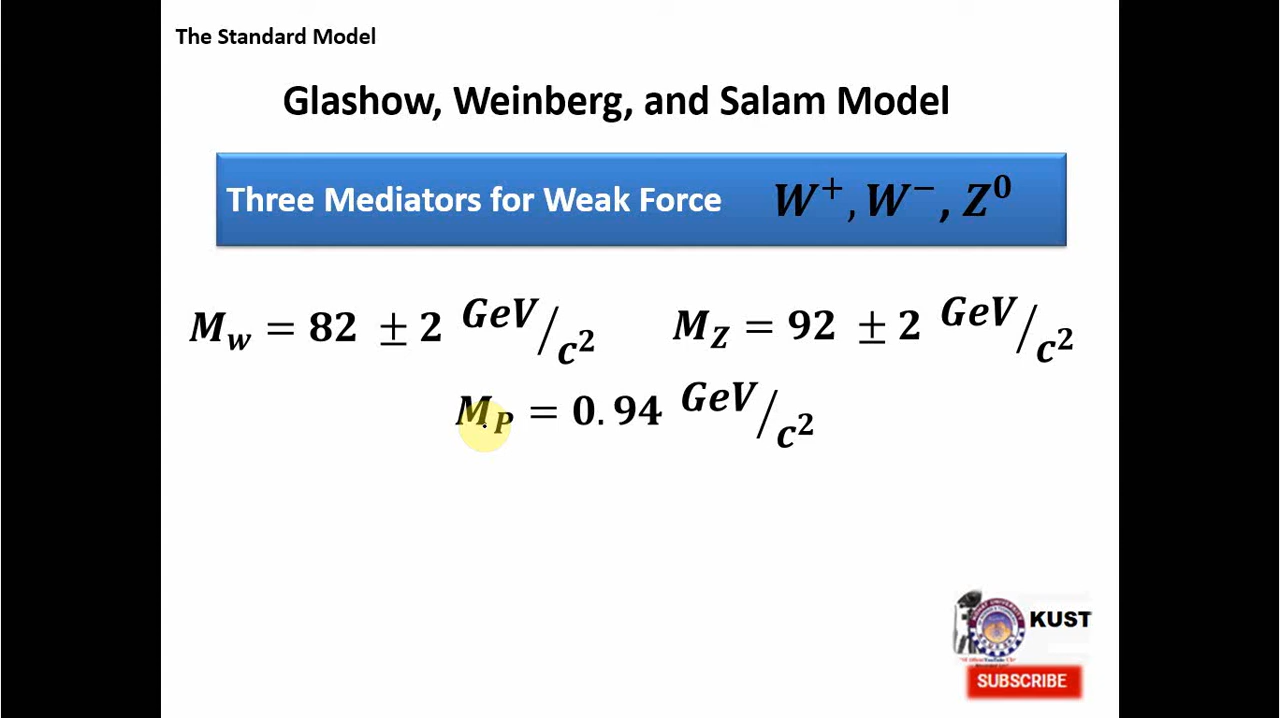 The Standard Model
Glashow, Weinberg, and Salam Model
Three Mediators for Weak Force W⁺, W⁻, Z⁰
M_w = 82 ± 2 GeV/c² M_Z = 92 ± 2 GeV/c²
M_P = 0.94 GeV/c²
KUST
SUBSCRIBE